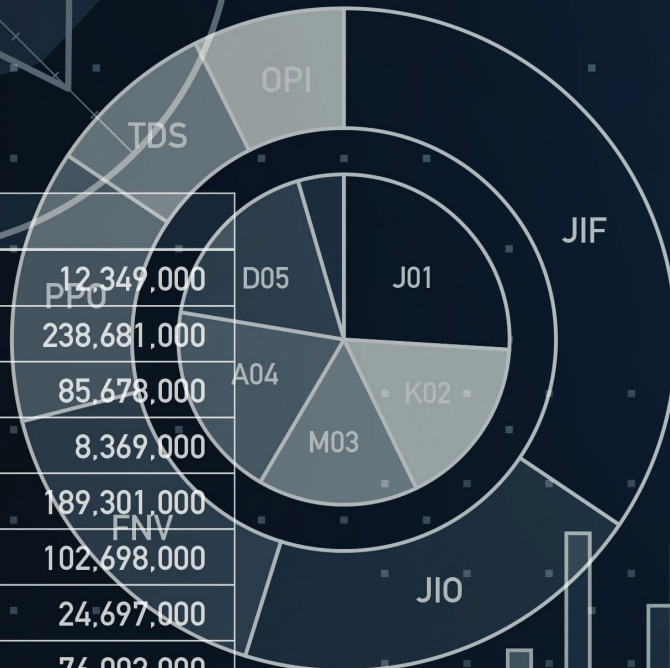 OPI
TDS
JIF
PPO
D05
J01
A04
K02
M03
FNV
JIO
12,349,000
238,681,000
85,678,000
8,369,000
189,301,000
102,698,000
24,697,000